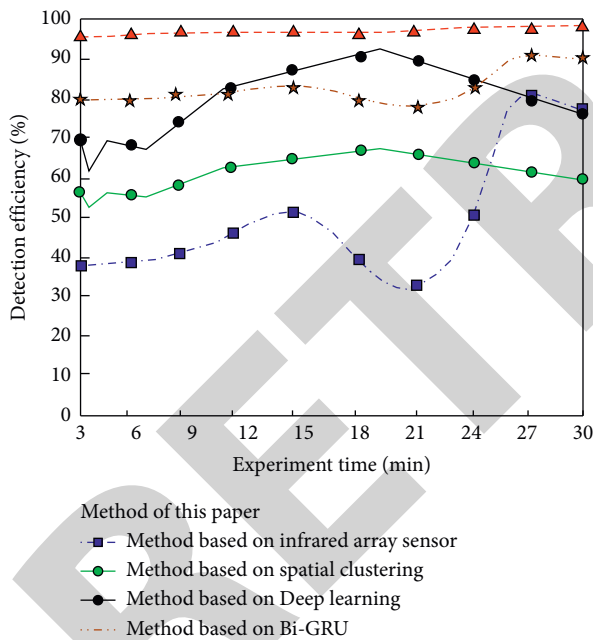 100
90
80
70
60
50
40
30
20
10
0
Detection efficiency (%)
3 6 9 12 15 18 21 24 27 30
Experiment time (min)
Method of this paper
Method based on infrared array sensor
Method based on spatial clustering
Method based on Deep learning
Method based on Bi-GRU
RETR